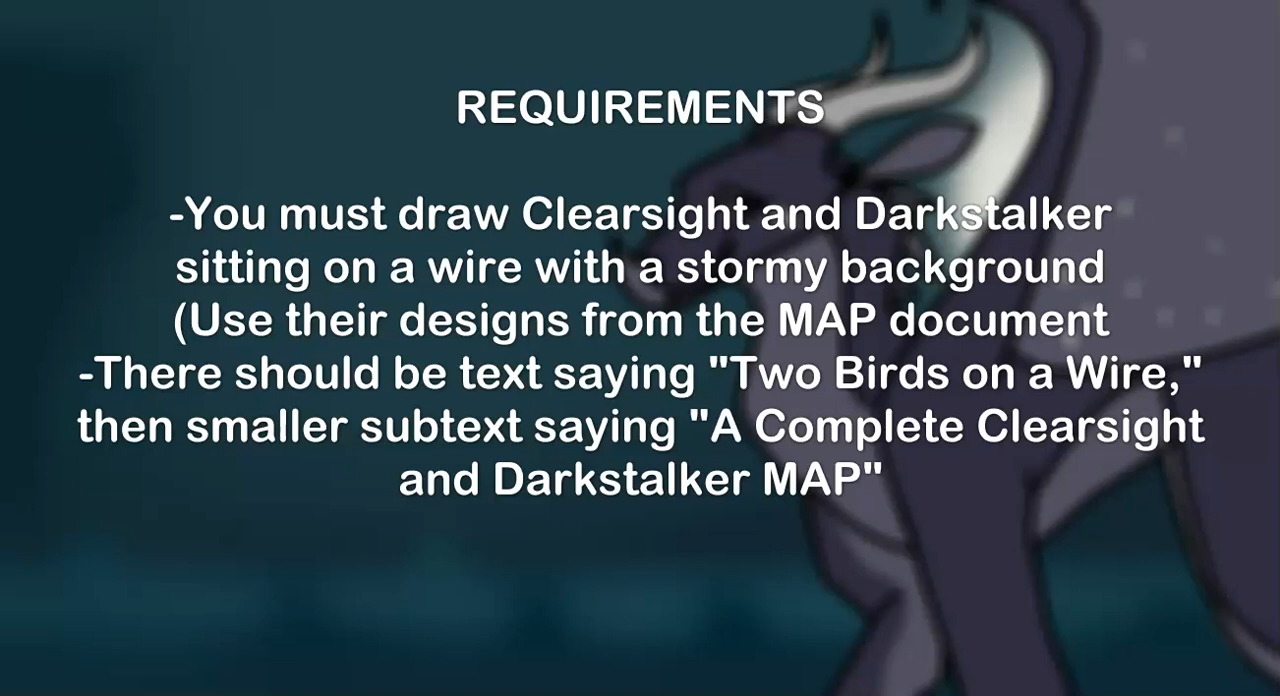 REQUIREMENTS
-You must draw Clearsight and Darkstalker
sitting on a wire with a stormy background
(Use their designs from the MAP document
-There should be text saying "Two Birds on a Wire,"
then smaller subtext saying "A Complete Clearsight
and Darkstalker MAP"